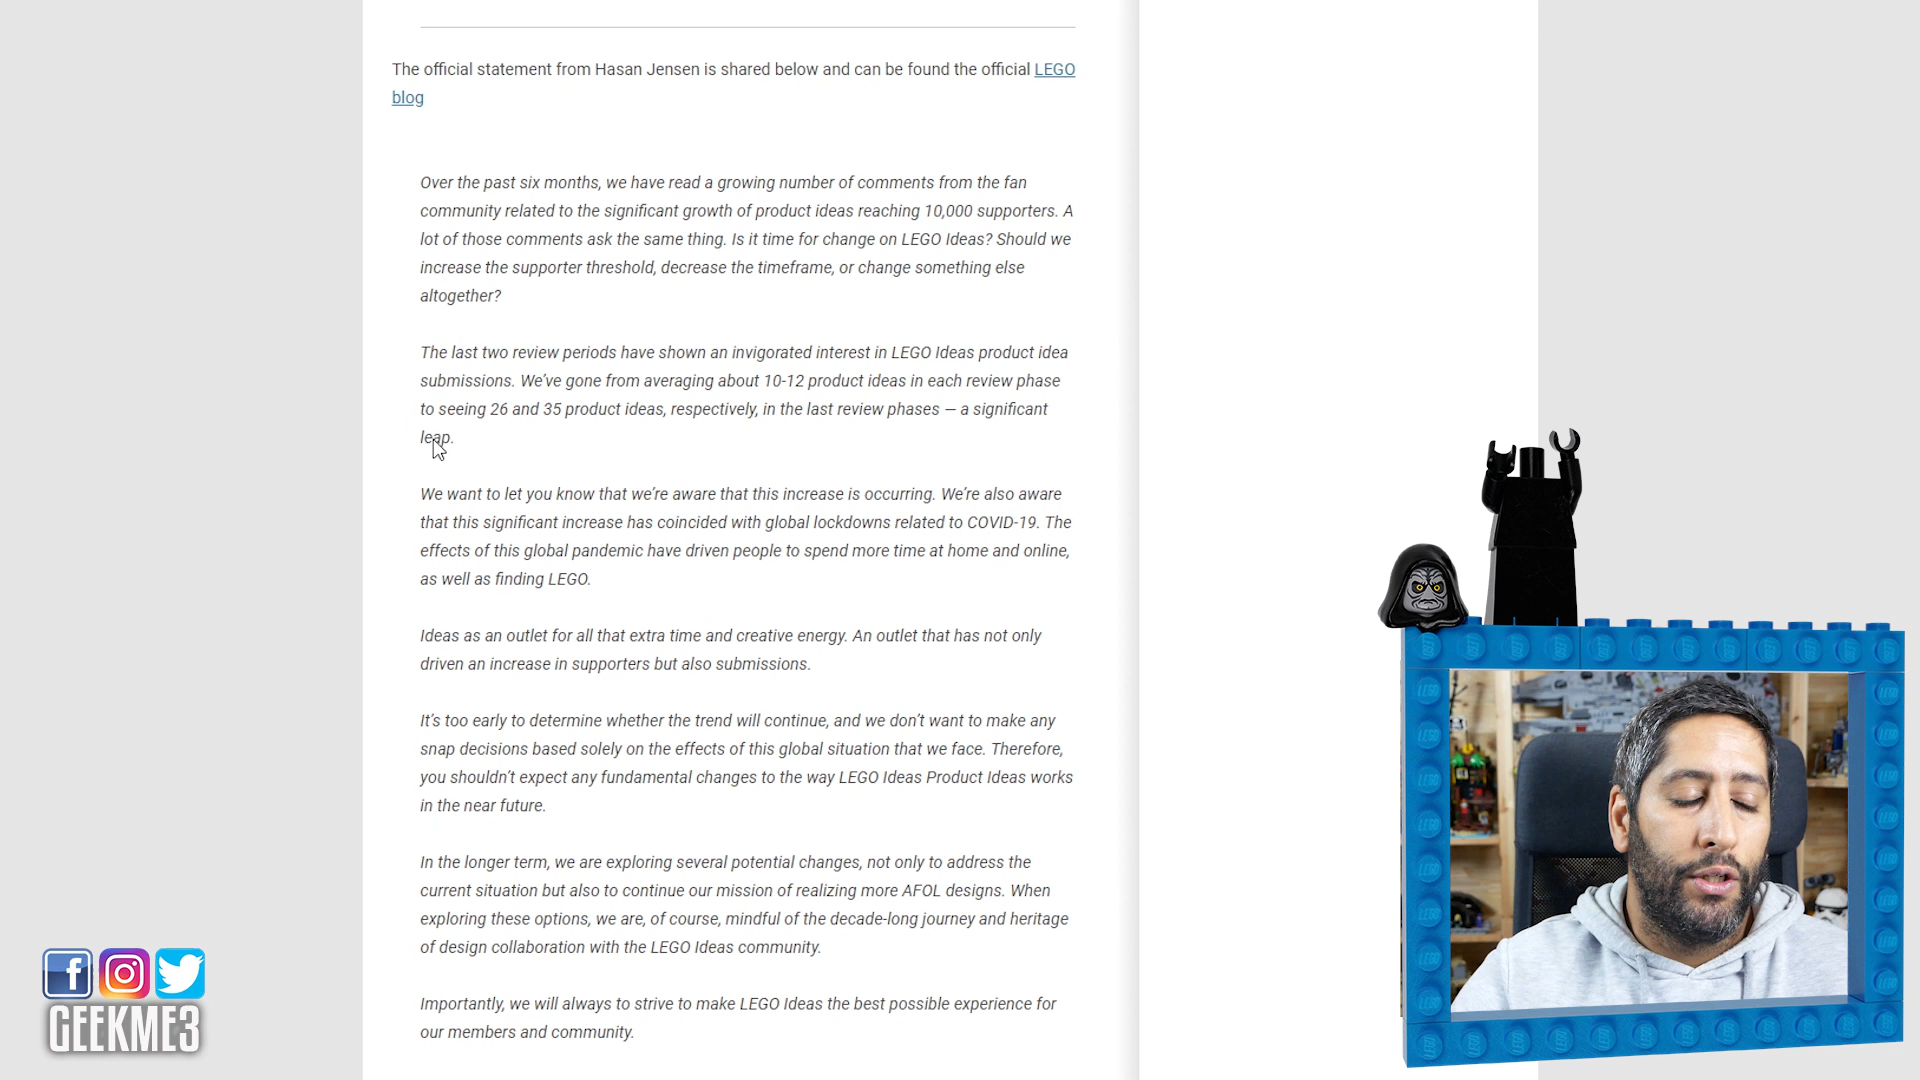 The official statement from Hasan Jensen is shared below and can be found the official LEGO
blog
Over the past six months, we have read a growing number of comments from the fan
community related to the significant growth of product ideas reaching 10,000 supporters. A
lot of those comments ask the same thing. Is it time for change on LEGO Ideas? Should we
increase the supporter threshold, decrease the timeframe, or change something else
altogether?
The last two review periods have shown an invigorated interest in LEGO Ideas product idea
submissions. We’ve gone from averaging about 10-12 product ideas in each review phase
to seeing 26 and 35 product ideas, respectively, in the last review phases — a significant
leap.
We want to let you know that we’re aware that this increase is occurring. We’re also aware
that this significant increase has coincided with global lockdowns related to COVID-19. The
effects of this global pandemic have driven people to spend more time at home and online,
as well as finding LEGO.
Ideas as an outlet for all that extra time and creative energy. An outlet that has not only
driven an increase in supporters but also submissions.
It’s too early to determine whether the trend will continue, and we don’t want to make any
snap decisions based solely on the effects of this global situation that we face. Therefore,
you shouldn’t expect any fundamental changes to the way LEGO Ideas Product Ideas works
in the near future.
In the longer term, we are exploring several potential changes, not only to address the
current situation but also to continue our mission of realizing more AFOL designs. When
exploring these options, we are, of course, mindful of the decade-long journey and heritage
of design collaboration with the LEGO Ideas community.
Importantly, we will always to strive to make LEGO Ideas the best possible experience for
our members and community.
GEEKME3